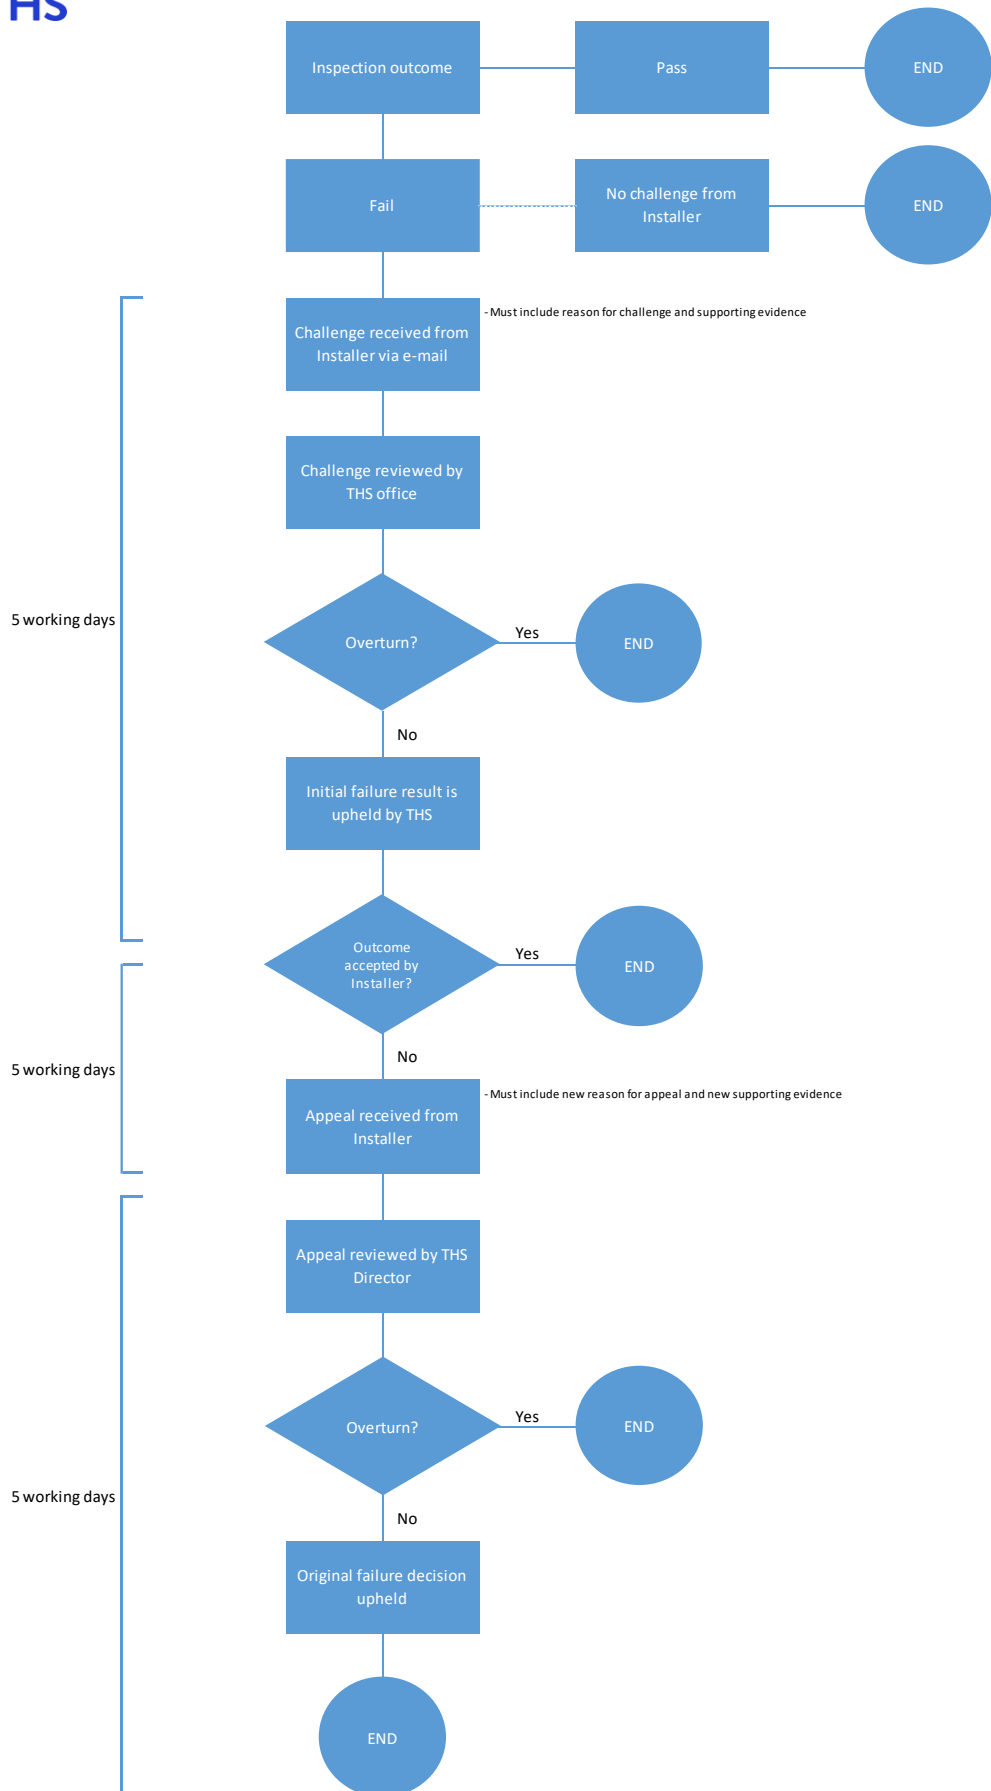 HS
Inspection outcome
Pass
END
Fail
No challenge from
Installer
END
- Must include reason for challenge and supporting evidence
Challenge received from
Installer via e-mail
Challenge reviewed by
THS office
5 working days
Overturn?
Yes
END
No
Initial failure result is
upheld by THS
Outcome
accepted by
Installer?
Yes
END
No
5 working days
- Must include new reason for appeal and new supporting evidence
Appeal received from
Installer
Appeal reviewed by THS
Director
Overturn?
Yes
END
5 working days
No
Original failure decision
upheld
END